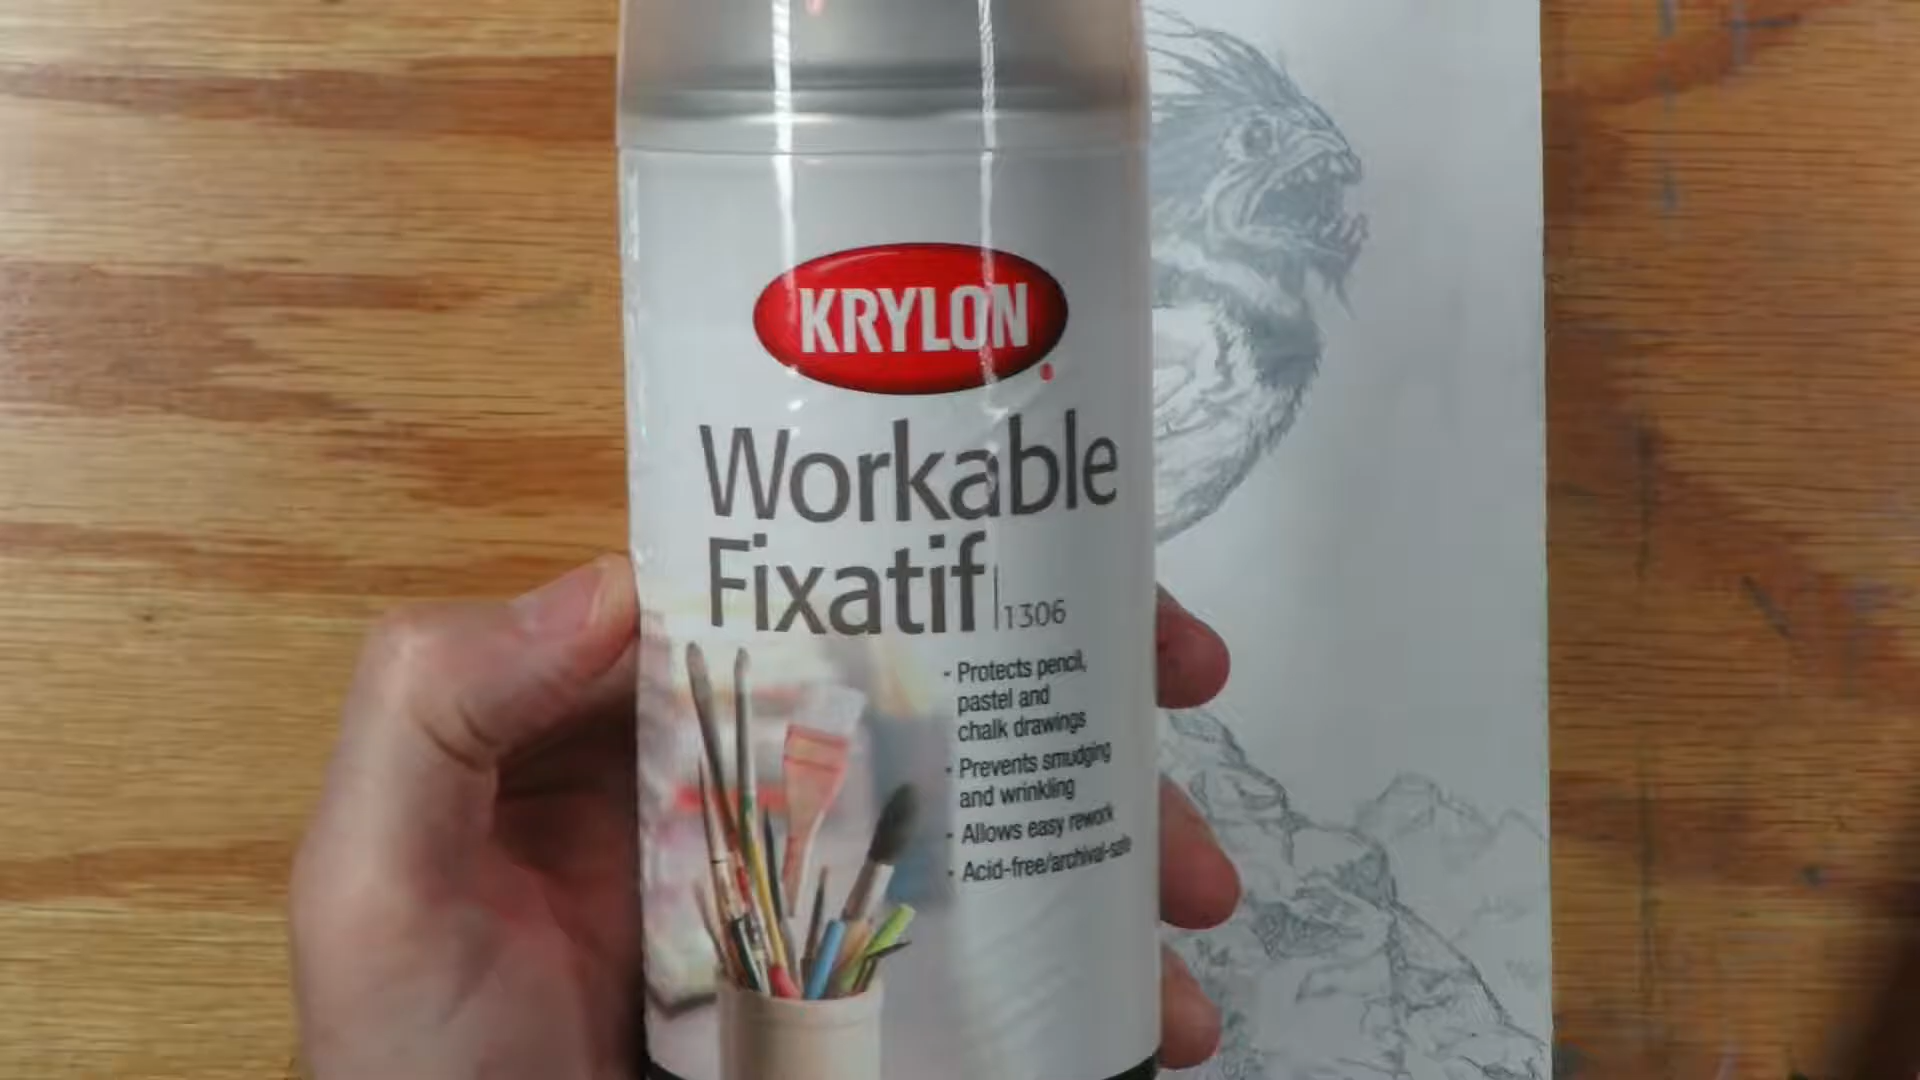 KRYLON
Workable
Fixatif 1306
- Protects pencil,
pastel and
chalk drawings
- Prevents smudging
and wrinkling
- Allows easy rework
- Acid-free/archival-safe